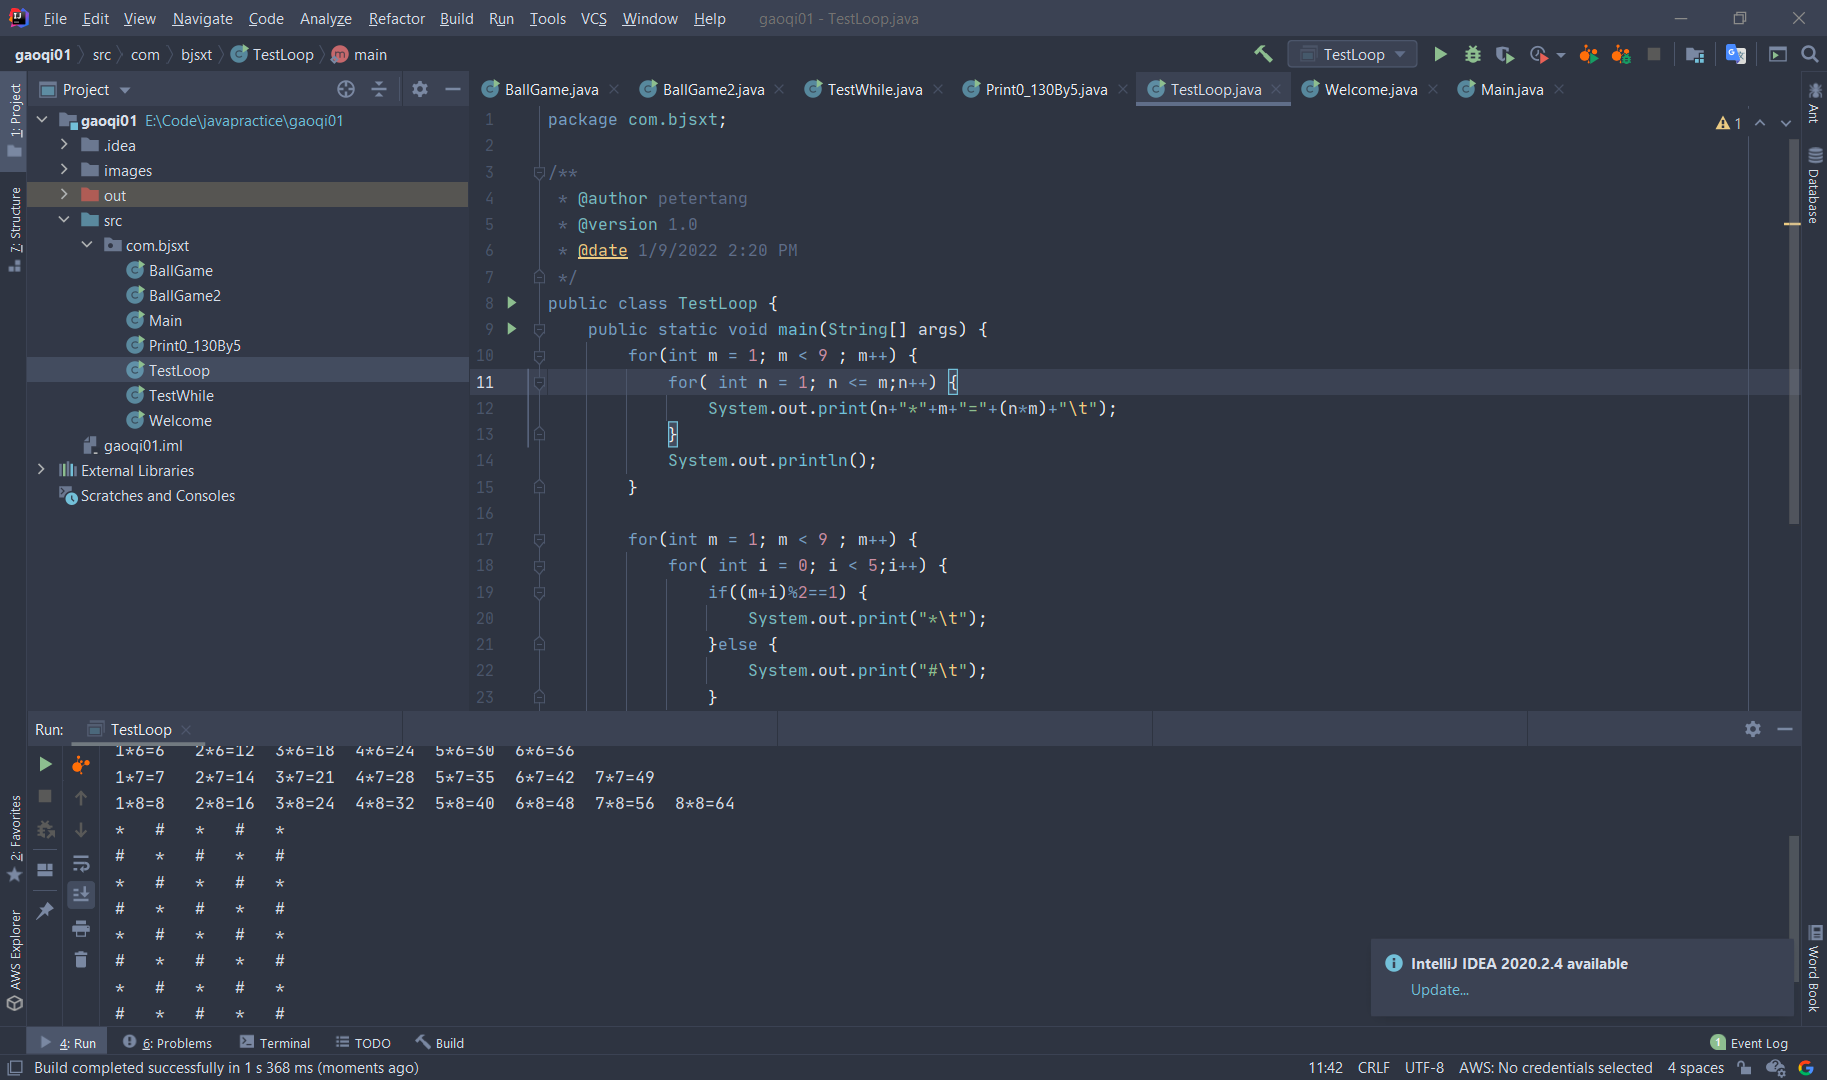 File Edit View Navigate Code Analyze Refactor Build Run Tools VCS Window Help gaoqi01 - TestLoop.java
gaoqi01 src com bjsxt TestLoop main
TestLoop
1: Project
7: Structure
2: Favorites
AWS Explorer
Project
gaoqi01 E:\Code\javapractice\gaoqi01
.idea
images
out
src
com.bjsxt
BallGame
BallGame2
Main
Print0_130By5
TestLoop
TestWhile
Welcome
gaoqi01.iml
External Libraries
Scratches and Consoles
BallGame.java BallGame2.java TestWhile.java Print0_130By5.java TestLoop.java Welcome.java Main.java
1 package com.bjsxt;
2
3 /**
4 * @author petertang
5 * @version 1.0
6 * @date 1/9/2022 2:20 PM
7 */
8 public class TestLoop {
9 public static void main(String[] args) {
10 for(int m = 1; m < 9 ; m++) {
11 for( int n = 1; n <= m;n++) {
12 System.out.print(n+"*"+m+"="+(n*m)+"\t");
13 }
14 System.out.println();
15 }
16
17 for(int m = 1; m < 9 ; m++) {
18 for( int i = 0; i < 5;i++) {
19 if((m+i)%2==1) {
20 System.out.print("*\t");
21 }else {
22 System.out.print("#\t");
23 }
1
Ant
Database
Word Book
Run: TestLoop
1*6=6 2*6=12 3*6=18 4*6=24 5*6=30 6*6=36
1*7=7 2*7=14 3*7=21 4*7=28 5*7=35 6*7=42 7*7=49
1*8=8 2*8=16 3*8=24 4*8=32 5*8=40 6*8=48 7*8=56 8*8=64
* # * # *
# * # * #
* # * # *
# * # * #
* # * # *
# * # * #
* # * # *
# * # * #
IntelliJ IDEA 2020.2.4 available
Update...
4: Run 6: Problems Terminal TODO Build 1 Event Log
Build completed successfully in 1 s 368 ms (moments ago) 11:42 CRLF UTF-8 AWS: No credentials selected 4 spaces